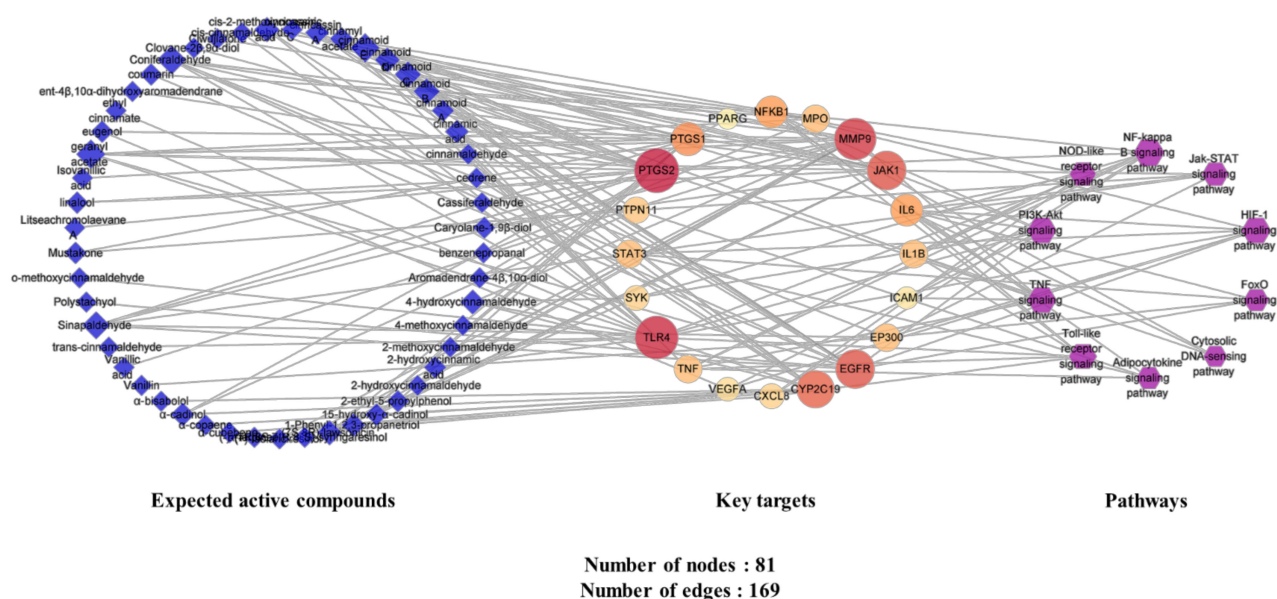 Clovane-2β,9α-diol
Coniferaldehyde
coumarin
ent-4β,10α-dihydroxyaromadendrane
ethyl
cinnamate
eugenol
geranyl
acetate
Isovanillic
acid
linalool
Litseachromolaevane
A
Mustakone
o-methoxycinnamaldehyde
Polystachyol
Sinapaldehyde
trans-cinnamaldehyde
Vanillic
acid
Vanillin
α-bisabolol
α-cadinol
α-copaene
cis-cinnamaldehyde
cinnamyl
acetate
cinnamoid
cinnamoid
cinnamoid
cinnamoid
B
cinnamoid
A
cinnamic
acid
cinnamaldehyde
cedrene
Cassiferaldehyde
Caryolane-1,9β-diol
benzenepropanal
Aromadendrane-4β,10α-diol
4-hydroxycinnamaldehyde
4-methoxycinnamaldehyde
2-methoxycinnamaldehyde
2-hydroxycinnamic
acid
2-hydroxycinnamaldehyde
2-ethyl-5-propylphenol
15-hydroxy-α-cadinol
1-Phenyl-1,2,3-propanetriol
PPARG
NFKB1
MPO
PTGS1
MMP9
PTGS2
JAK1
PTPN11
IL6
STAT3
IL1B
SYK
ICAM1
TLR4
EP300
TNF
EGFR
VEGFA
CXCL8
CYP2C19
NF-kappa
B signaling
pathway
NOD-like
receptor
signaling
pathway
Jak-STAT
signaling
pathway
PI3K-Akt
signaling
pathway
HIF-1
signaling
pathway
TNF
signaling
pathway
FoxO
signaling
pathway
Toll-like
receptor
signaling
pathway
Cytosolic
DNA-sensing
pathway
Adipocytokine
signaling
pathway
Expected active compounds
Key targets
Pathways
Number of nodes : 81
Number of edges : 169